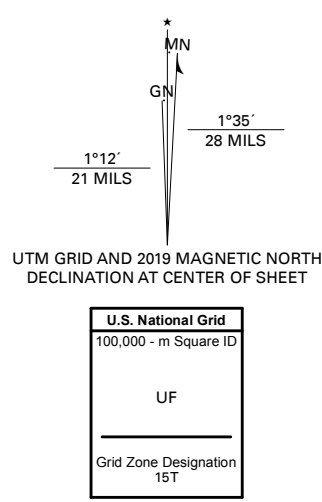 ★
MN
GN
1°35´
28 MILS
1°12´
21 MILS
UTM GRID AND 2019 MAGNETIC NORTH
DECLINATION AT CENTER OF SHEET
U.S. National Grid
100,000 - m Square ID
UF
Grid Zone Designation
15T